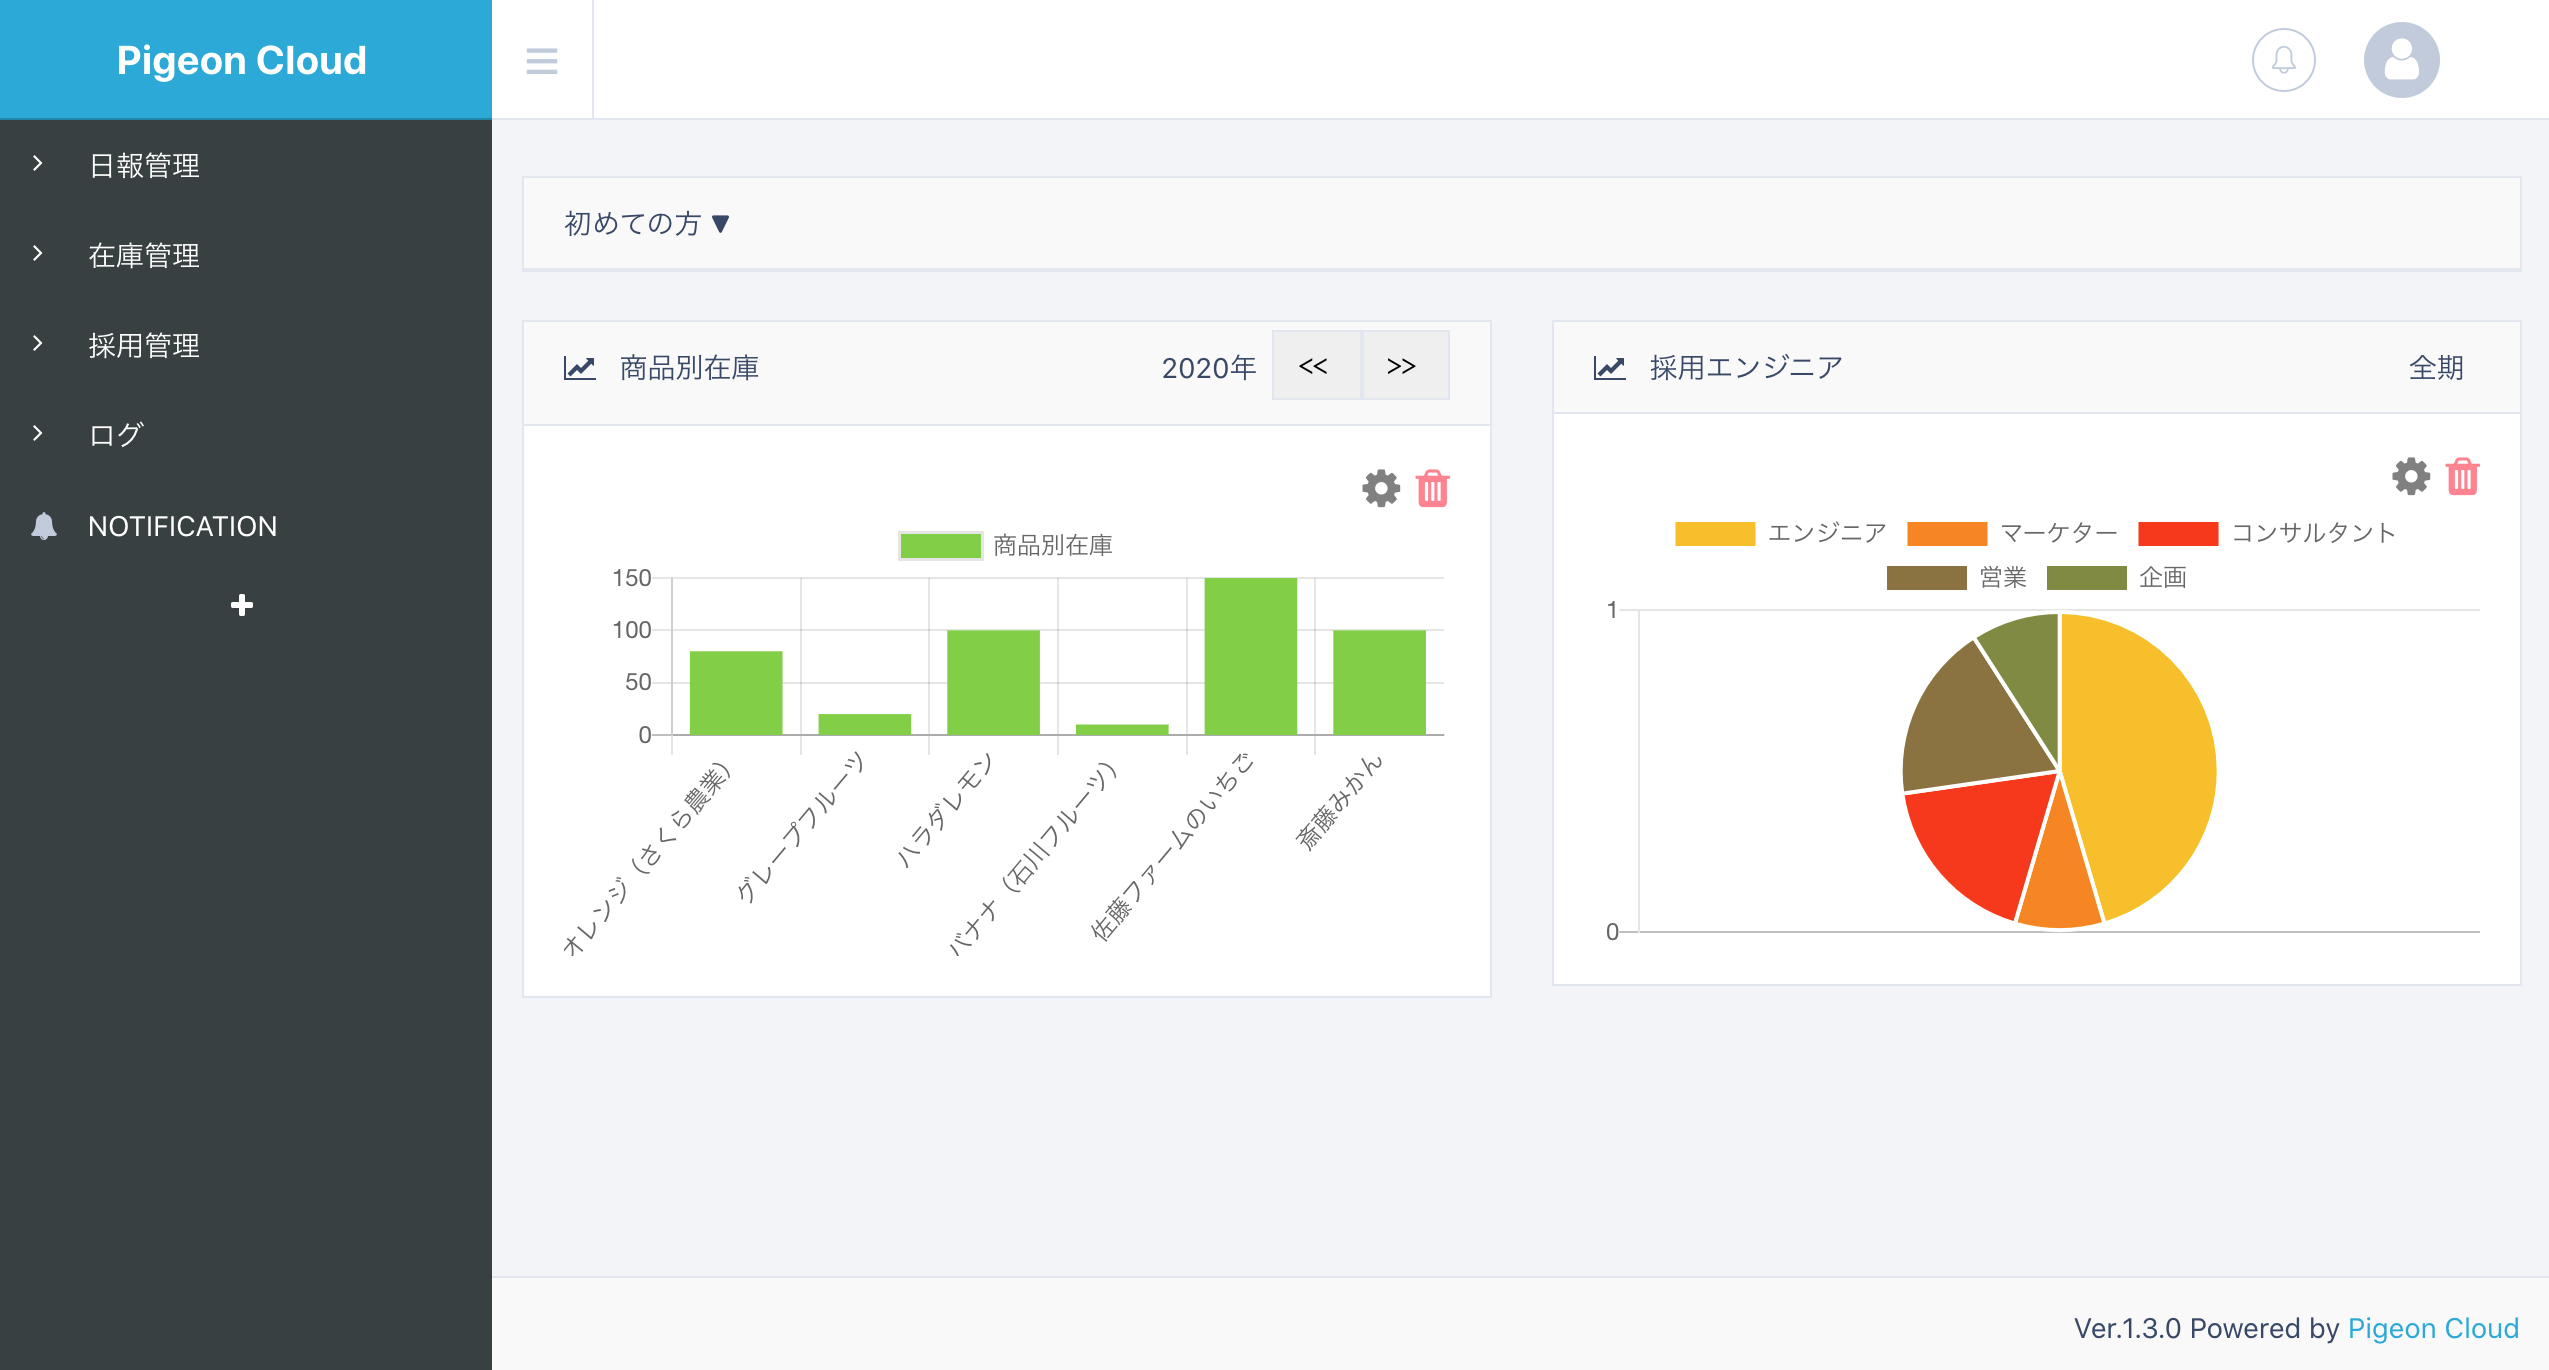 Pigeon Cloud
日報管理
在庫管理
採用管理
ログ
NOTIFICATION
初めての方 ▼
商品別在庫
2020年 << >>
商品別在庫
150
100
50
0
オレンジ（さくら農業）
グレープフルーツ
ハラダレモン
バナナ（石川フルーツ）
佐藤ファームのいちご
斎藤みかん
採用エンジニア
全期
エンジニア マーケター コンサルタント
営業 企画
1
0
Ver.1.3.0 Powered by Pigeon Cloud